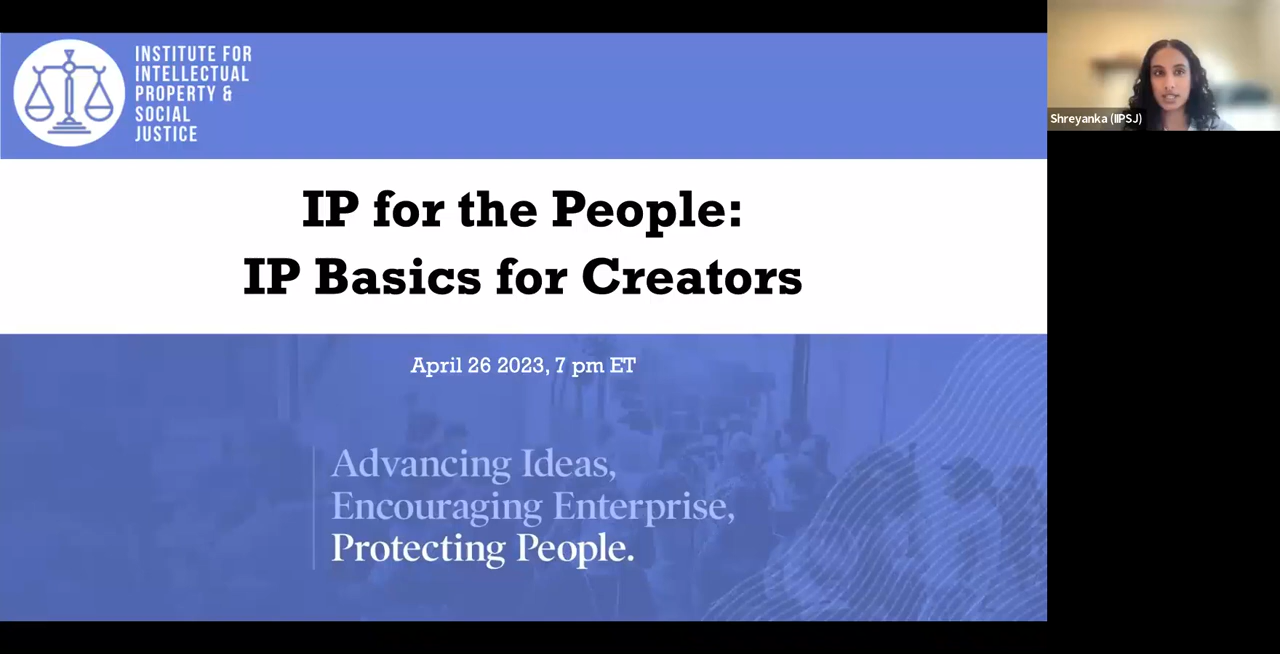 INSTITUTE FOR
INTELLECTUAL
PROPERTY &
SOCIAL
JUSTICE
Shreyanka (IIPSJ)
IP for the People:
IP Basics for Creators
April 26 2023, 7 pm ET
Advancing Ideas,
Encouraging Enterprise,
Protecting People.